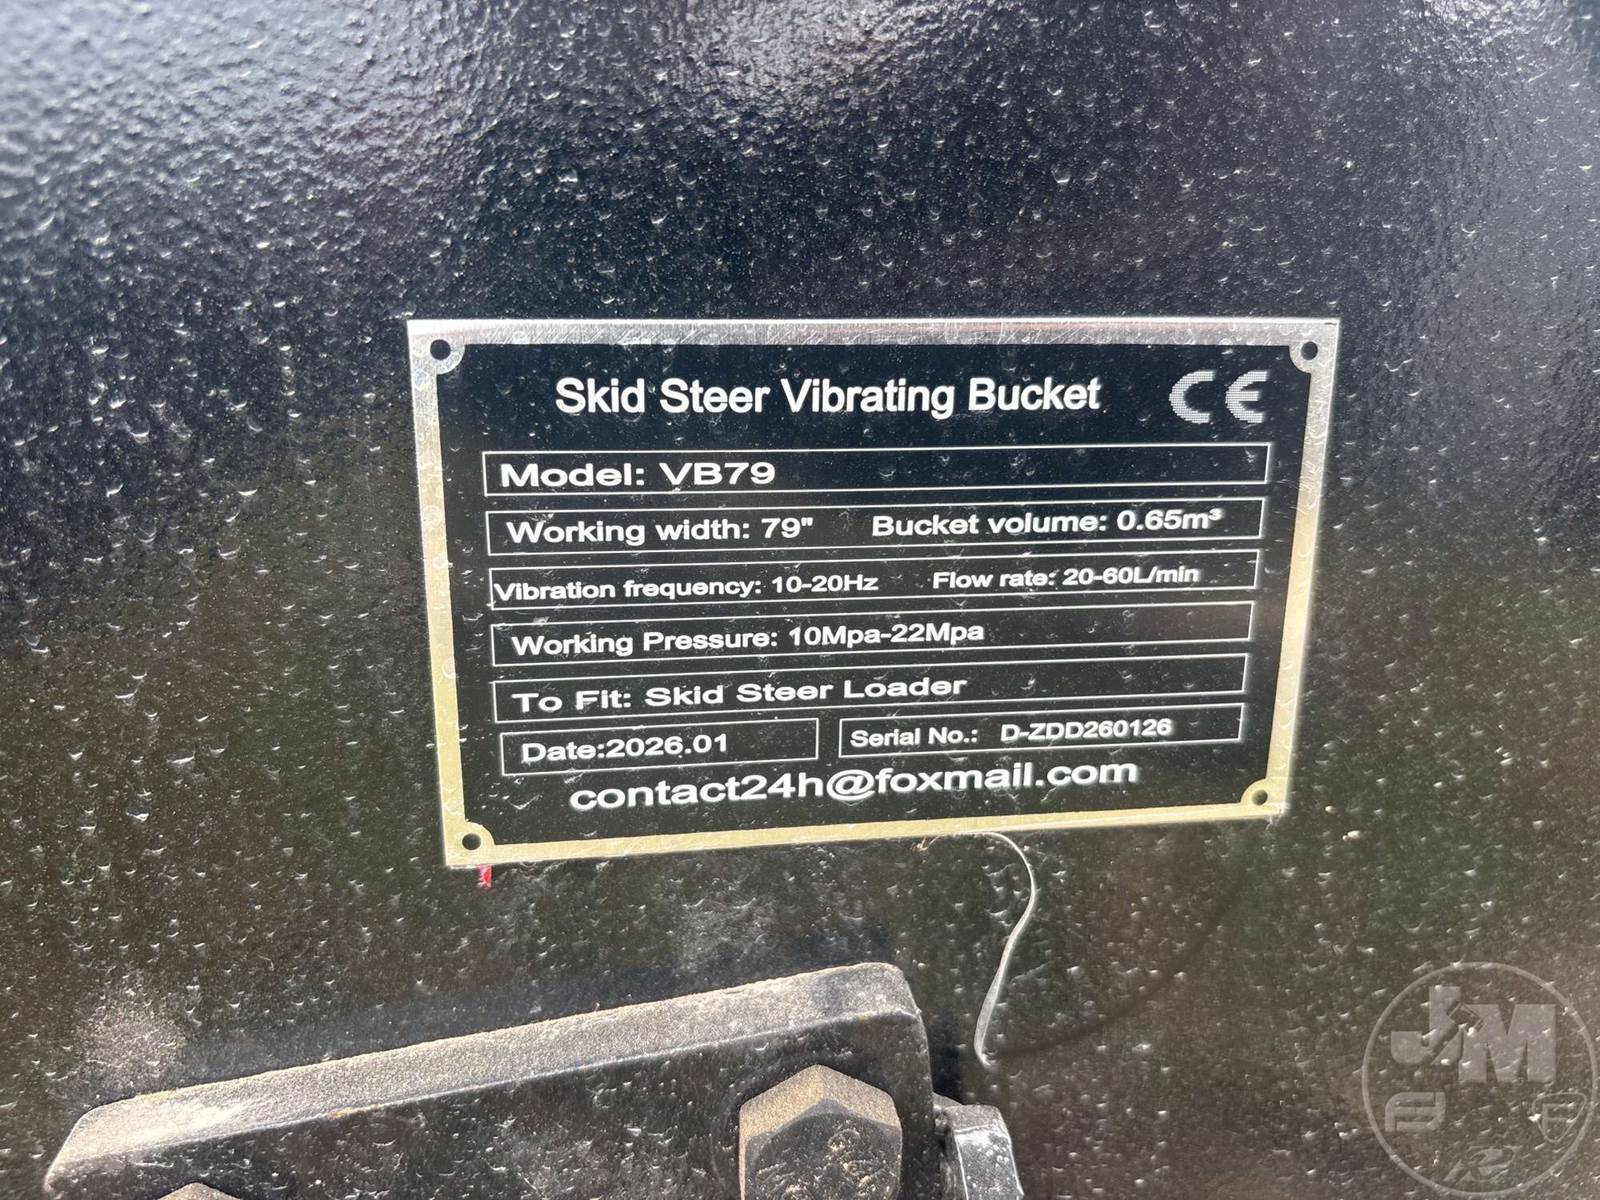 Skid Steer Vibrating Bucket CE
Model: VB79
Working width: 79" Bucket volume: 0.65m³
Vibration frequency: 10-20Hz Flow rate: 20-60L/min
Working Pressure: 10Mpa-22Mpa
To Fit: Skid Steer Loader
Date:2026.01 Serial No.: D-ZDD260126
contact24h@foxmail.com
JM